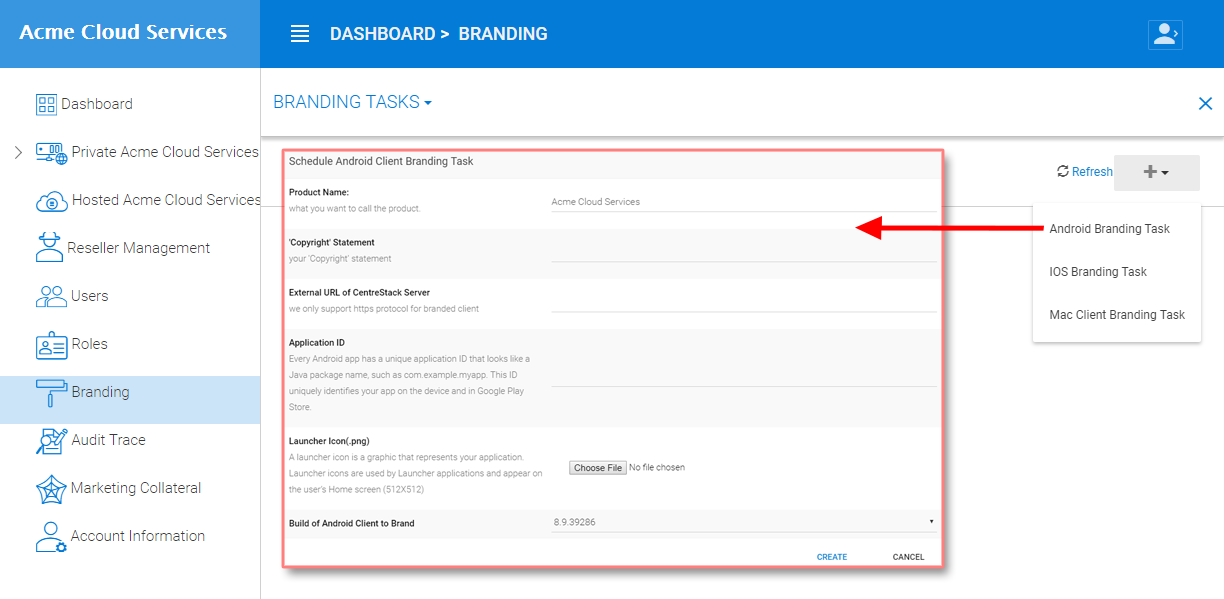 Acme Cloud Services
DASHBOARD > BRANDING
Dashboard
Private Acme Cloud Services
Hosted Acme Cloud Services
Reseller Management
Users
Roles
Branding
Audit Trace
Marketing Collateral
Account Information
BRANDING TASKS
Refresh
Android Branding Task
IOS Branding Task
Mac Client Branding Task
Schedule Android Client Branding Task
Product Name:
what you want to call the product.
Acme Cloud Services
'Copyright' Statement
your 'Copyright' statement
External URL of CentreStack Server
we only support https protocol for branded client
Application ID
Every Android app has a unique application ID that looks like a
Java package name, such as com.example.myapp. This ID
uniquely identifies your app on the device and in Google Play
Store.
Launcher Icon(.png)
A launcher icon is a graphic that represents your application.
Launcher icons are used by Launcher applications and appear on
the user's Home screen (512X512)
Choose File No file chosen
Build of Android Client to Brand
8.9.39286
CREATE
CANCEL